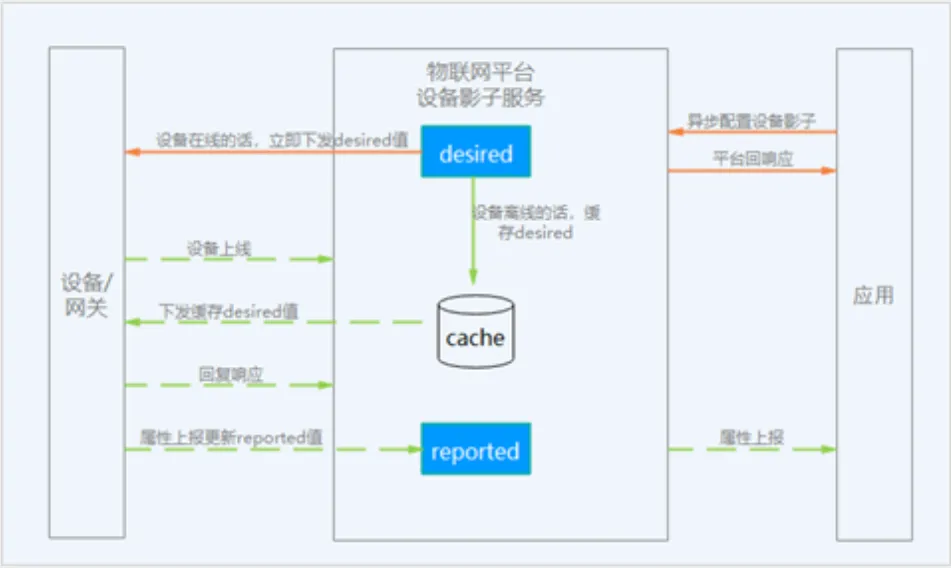 物联网平台
设备影子服务
异步配置设备影子
设备在线的话，立即下发desired值
desired
平台回响应
设备离线的话，缓
存desired
设备上线
设备/
网关
应用
下发缓存desired值
cache
回复响应
属性上报更新reported值
reported
属性上报